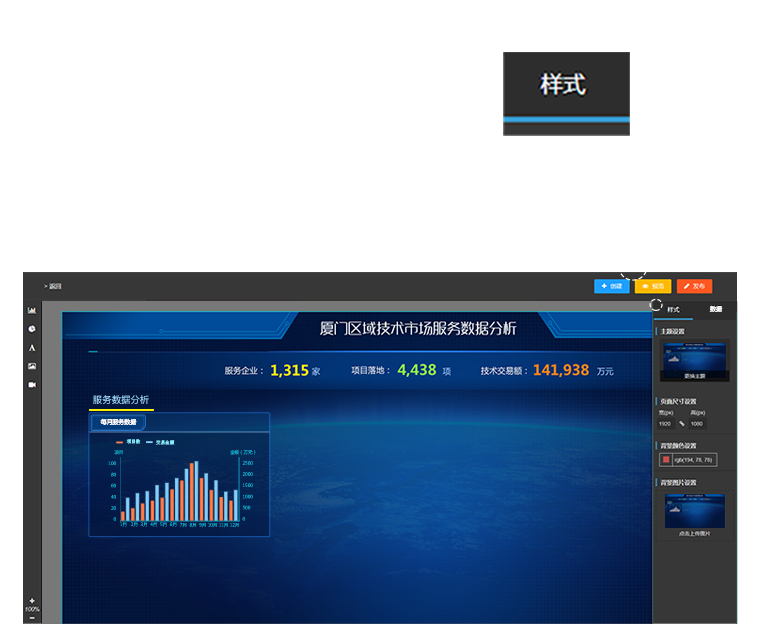 样式
> 返回
创建
预览
发布
样式
数据
厦门区域技术市场服务数据分析
服务企业： 1,315 家
项目落地： 4,438 项
技术交易额： 141,938 万元
服务数据分析
每月服务数据
项目数
交易金额
项目
金额（万元）
100
80
60
40
20
0
2500
2000
1500
1000
500
0
1月 2月 3月 4月 5月 6月 7月 8月 9月 10月 11月 12月
主题设置
更换主题
页面尺寸设置
宽(px) 高(px)
1920 1080
背景颜色设置
rgb(194, 78, 78)
背景图片设置
点击上传图片
A
100%